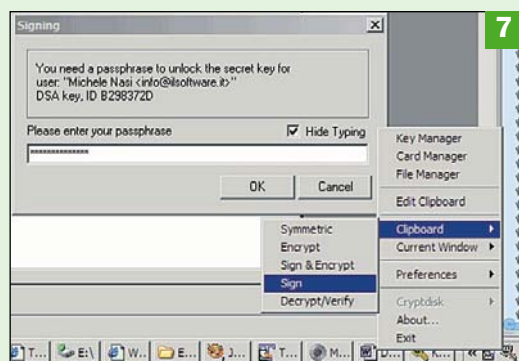 Signing
7
You need a passphrase to unlock the secret key for
user: "Michele Nasi <info@ilsoftware.it>"
DSA key, ID B298372D
Please enter your passphrase
Hide Typing
**************
OK
Cancel
Key Manager
Card Manager
File Manager
Edit Clipboard
Clipboard
Current Window
Preferences
Cryptdisk
About...
Exit
Symmetric
Encrypt
Sign & Encrypt
Sign
Decrypt/Verify
T... E:\ W... E... J... T... M... D... K... «